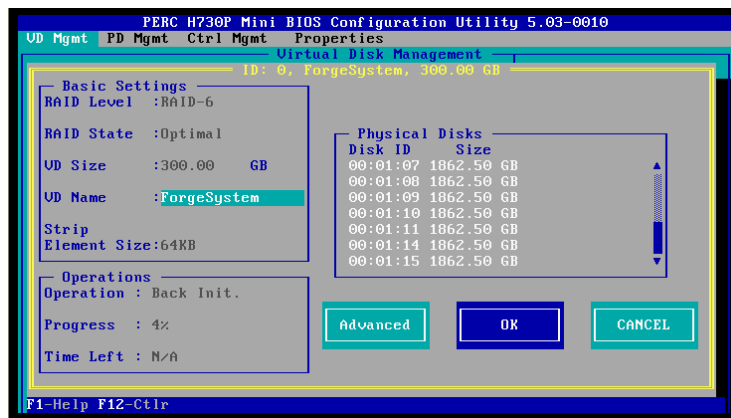 PERC H730P Mini BIOS Configuration Utility 5.03-0010
VD Mgmt PD Mgmt Ctrl Mgmt Properties
Virtual Disk Management
ID: 0, ForgeSystem, 300.00 GB
Basic Settings
RAID Level :RAID-6
RAID State :Optimal
VD Size :300.00 GB
VD Name :ForgeSystem
Strip
Element Size:64KB
Physical Disks
Disk ID Size
00:01:07 1862.50 GB
00:01:08 1862.50 GB
00:01:09 1862.50 GB
00:01:10 1862.50 GB
00:01:11 1862.50 GB
00:01:14 1862.50 GB
00:01:15 1862.50 GB
Operations
Operation : Back Init.
Progress : 4%
Time Left : N/A
Advanced OK CANCEL
F1-Help F12-Ctlr